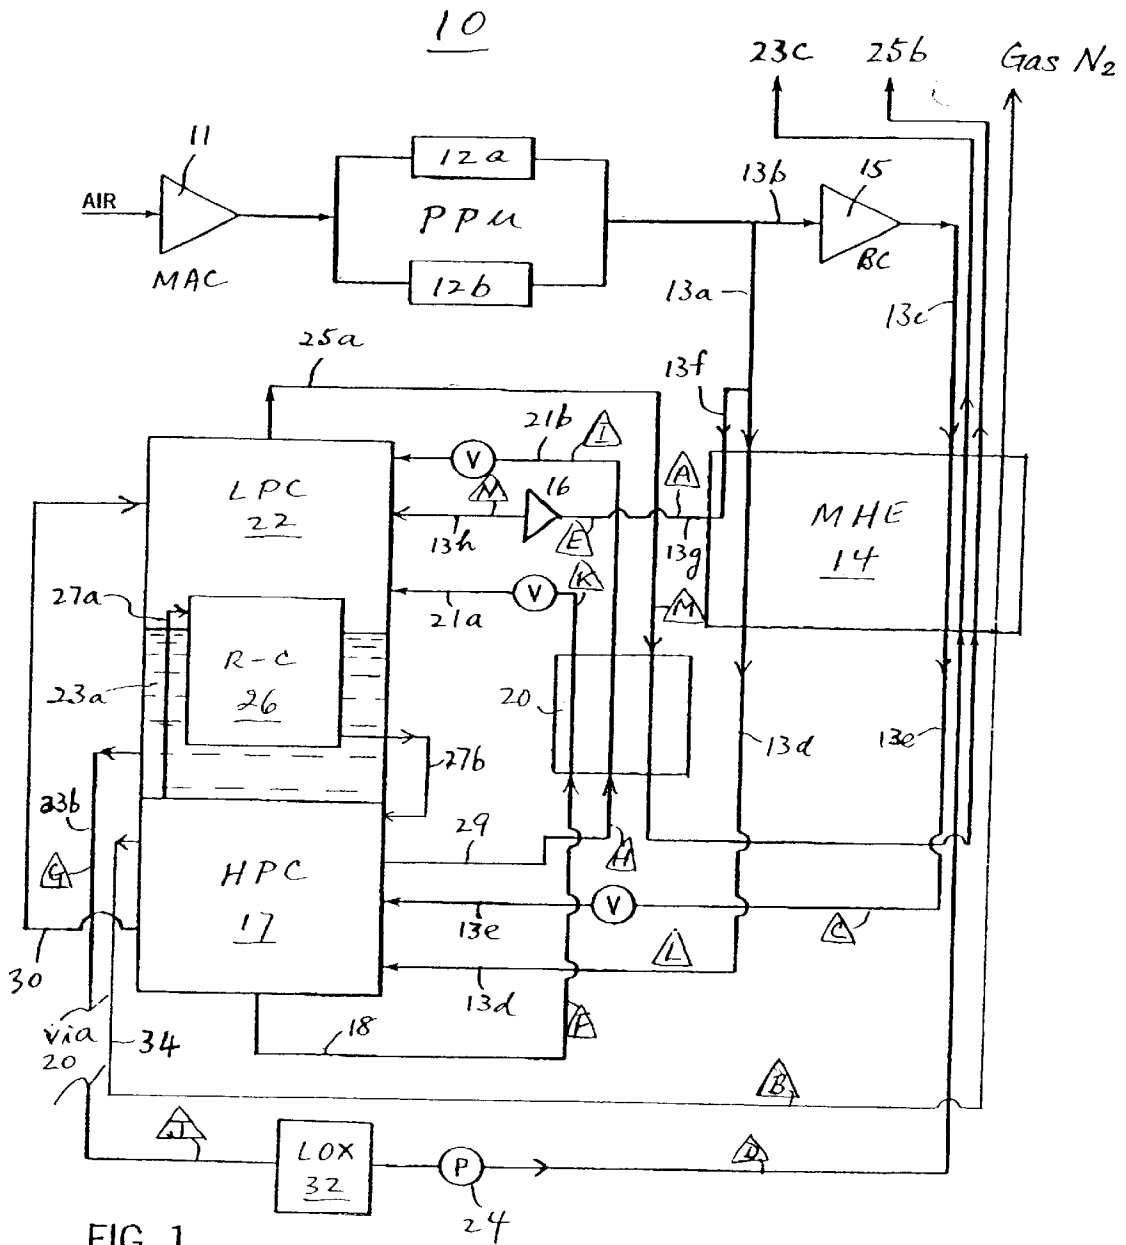 10
23c
25b
Gas N2
11
12a
13b
15
AIR
PPU
MAC
12b
BC
13a
13c
25a
13f
21b
I
V
A
LPC
22
M
16
MHE
14
13h
E
13g
K
27a
V
21a
M
R-C
26
23a
20
13d
13e
27b
23b
29
H
G
HPC
17
V
13e
C
L
13d
30
18
F
via
20
34
B
J
LOX
32
P
D
24
FIG. 1